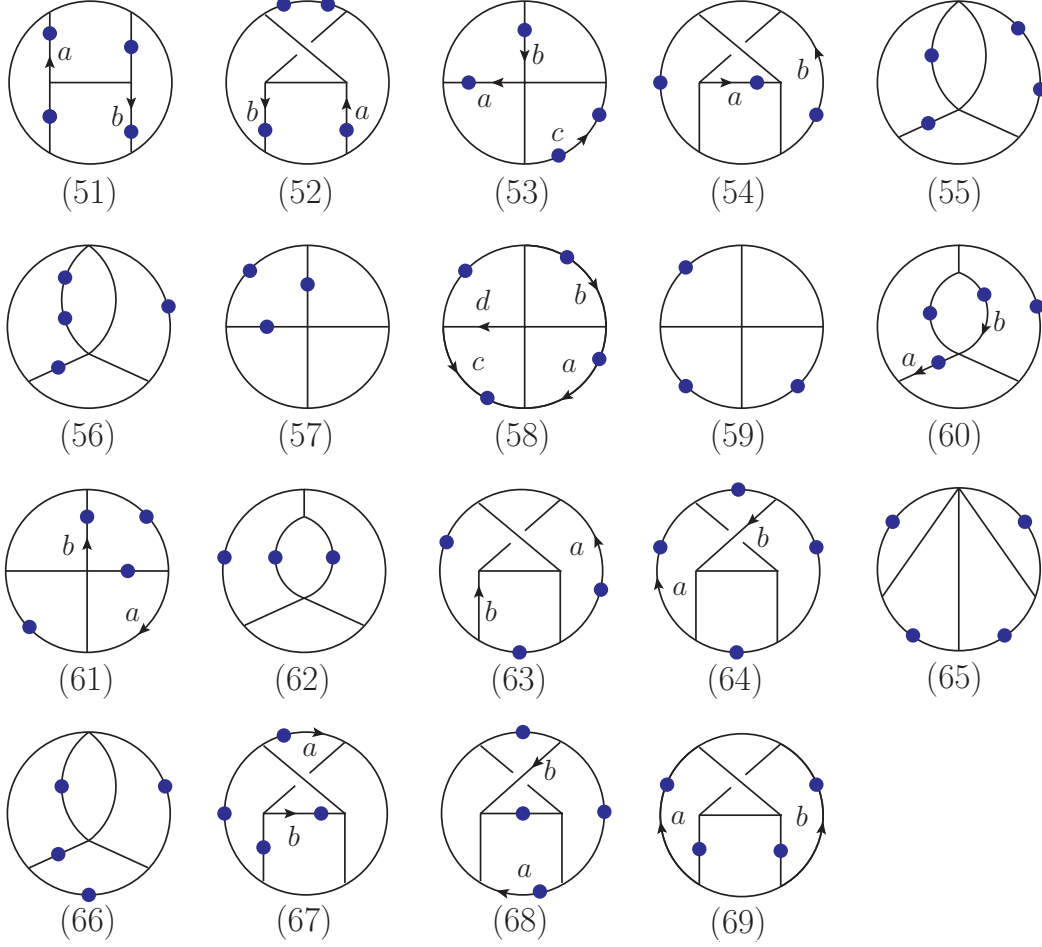 a b b a b a c a b
(51) (52) (53) (54) (55)
d b c a a b
(56) (57) (58) (59) (60)
b a a b b a
(61) (62) (63) (64) (65)
a b b a a b
(66) (67) (68) (69)